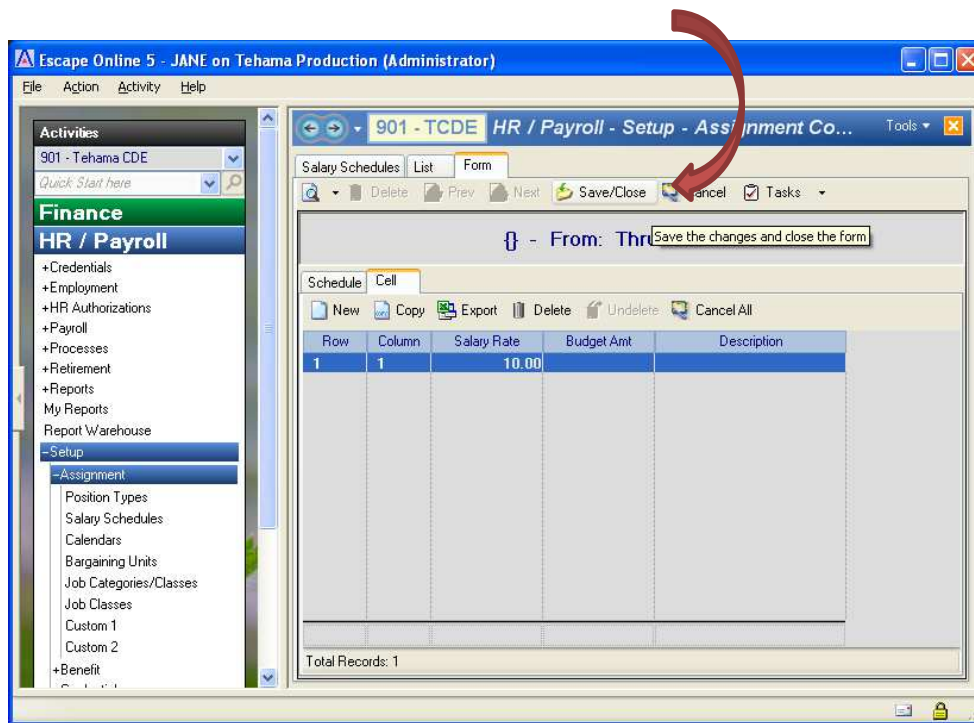 Escape Online 5 - JANE on Tehama Production (Administrator)
File Action Activity Help
Activities
901 - Tehama CDE
Quick Start here
Finance
HR / Payroll
+Credentials
+Employment
+HR Authorizations
+Payroll
+Processes
+Retirement
+Reports
My Reports
Report Warehouse
-Setup
-Assignment
Position Types
Salary Schedules
Calendars
Bargaining Units
Job Categories/Classes
Job Classes
Custom 1
Custom 2
+Benefit
901 - TCDE HR / Payroll - Setup - Assignment Co... Tools
Salary Schedules List Form
Delete Prev Next Save/Close Cancel Tasks
{} - From: Thru
Save the changes and close the form
Schedule Cell
New Copy Export Delete Undelete Cancel All
Row Column Salary Rate Budget Amt Description
1 1 10.00
Total Records: 1